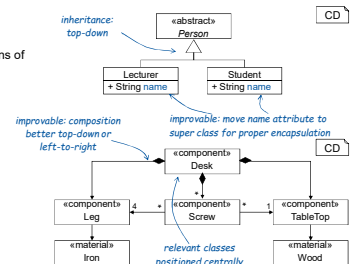 inheritance:
top-down
«abstract»
Person
CD
ms of
Lecturer
+ String name
Student
+ String name
improvable: composition
better top-down or
left-to-right
improvable: move name attribute to
super class for proper encapsulation
CD
«component»
Desk
«component»
Leg
4
*
*
«component»
Screw
*
1
«component»
TableTop
«material»
Iron
relevant classes
positioned centrally
«material»
Wood